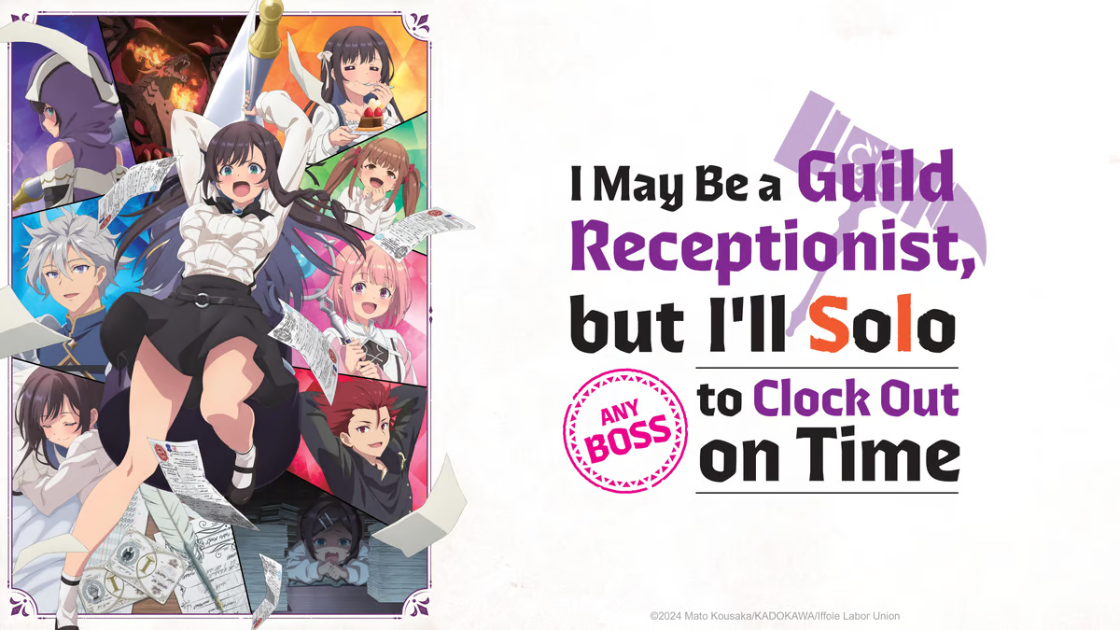 I May Be a Guild
Receptionist,
but I'll Solo
ANY
BOSS
to Clock Out
on Time
©2024 Mato Kousaka/KADOKAWA/Iffole Labor Union